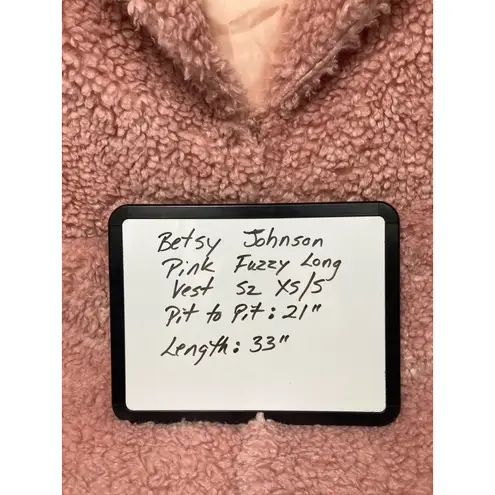 Betsy Johnson
Pink Fuzzy Long
Vest Sz XS/S
Pit to Pit: 21"
Length: 33"